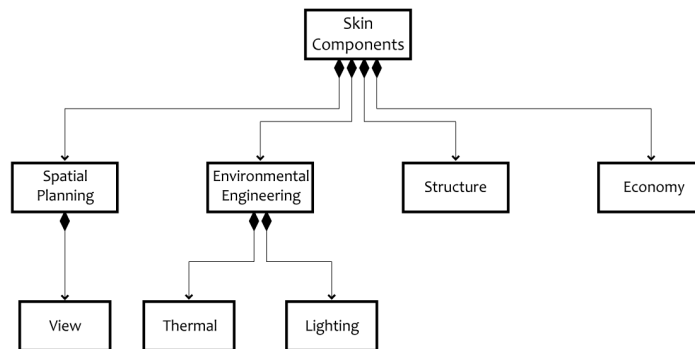 Skin
Components
Spatial
Planning
Environmental
Engineering
Structure
Economy
View
Thermal
Lighting